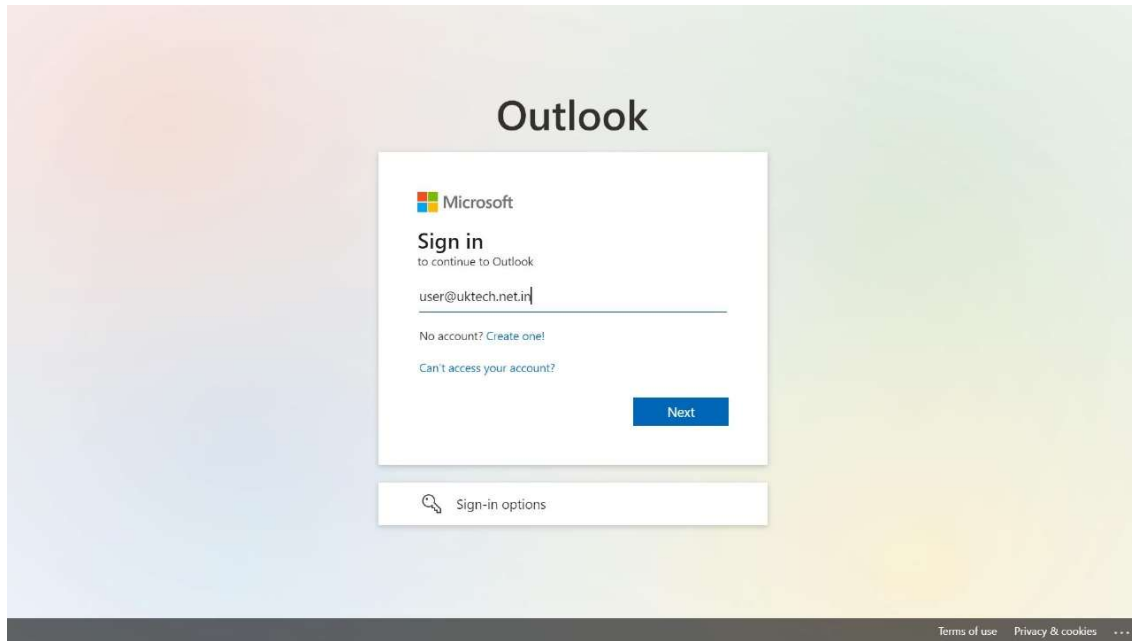 Outlook
Microsoft
Sign in
to continue to Outlook
user@uktech.net.in
No account? Create one!
Can't access your account?
Next
Sign-in options
Terms of use Privacy & cookies ...